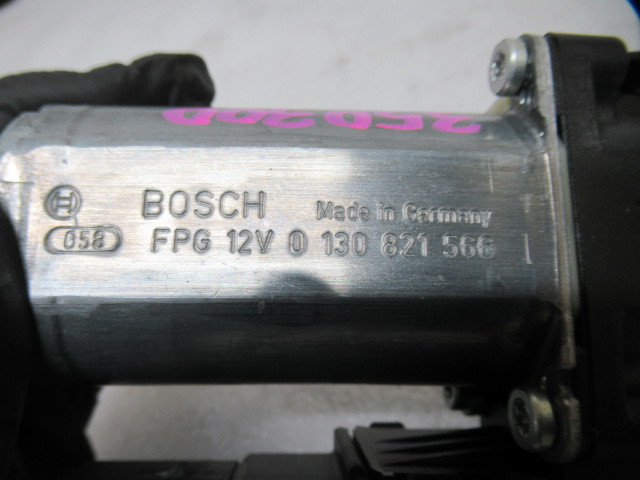 BOSCH Made in Germany
058 FPG 12V 0 130 821 566